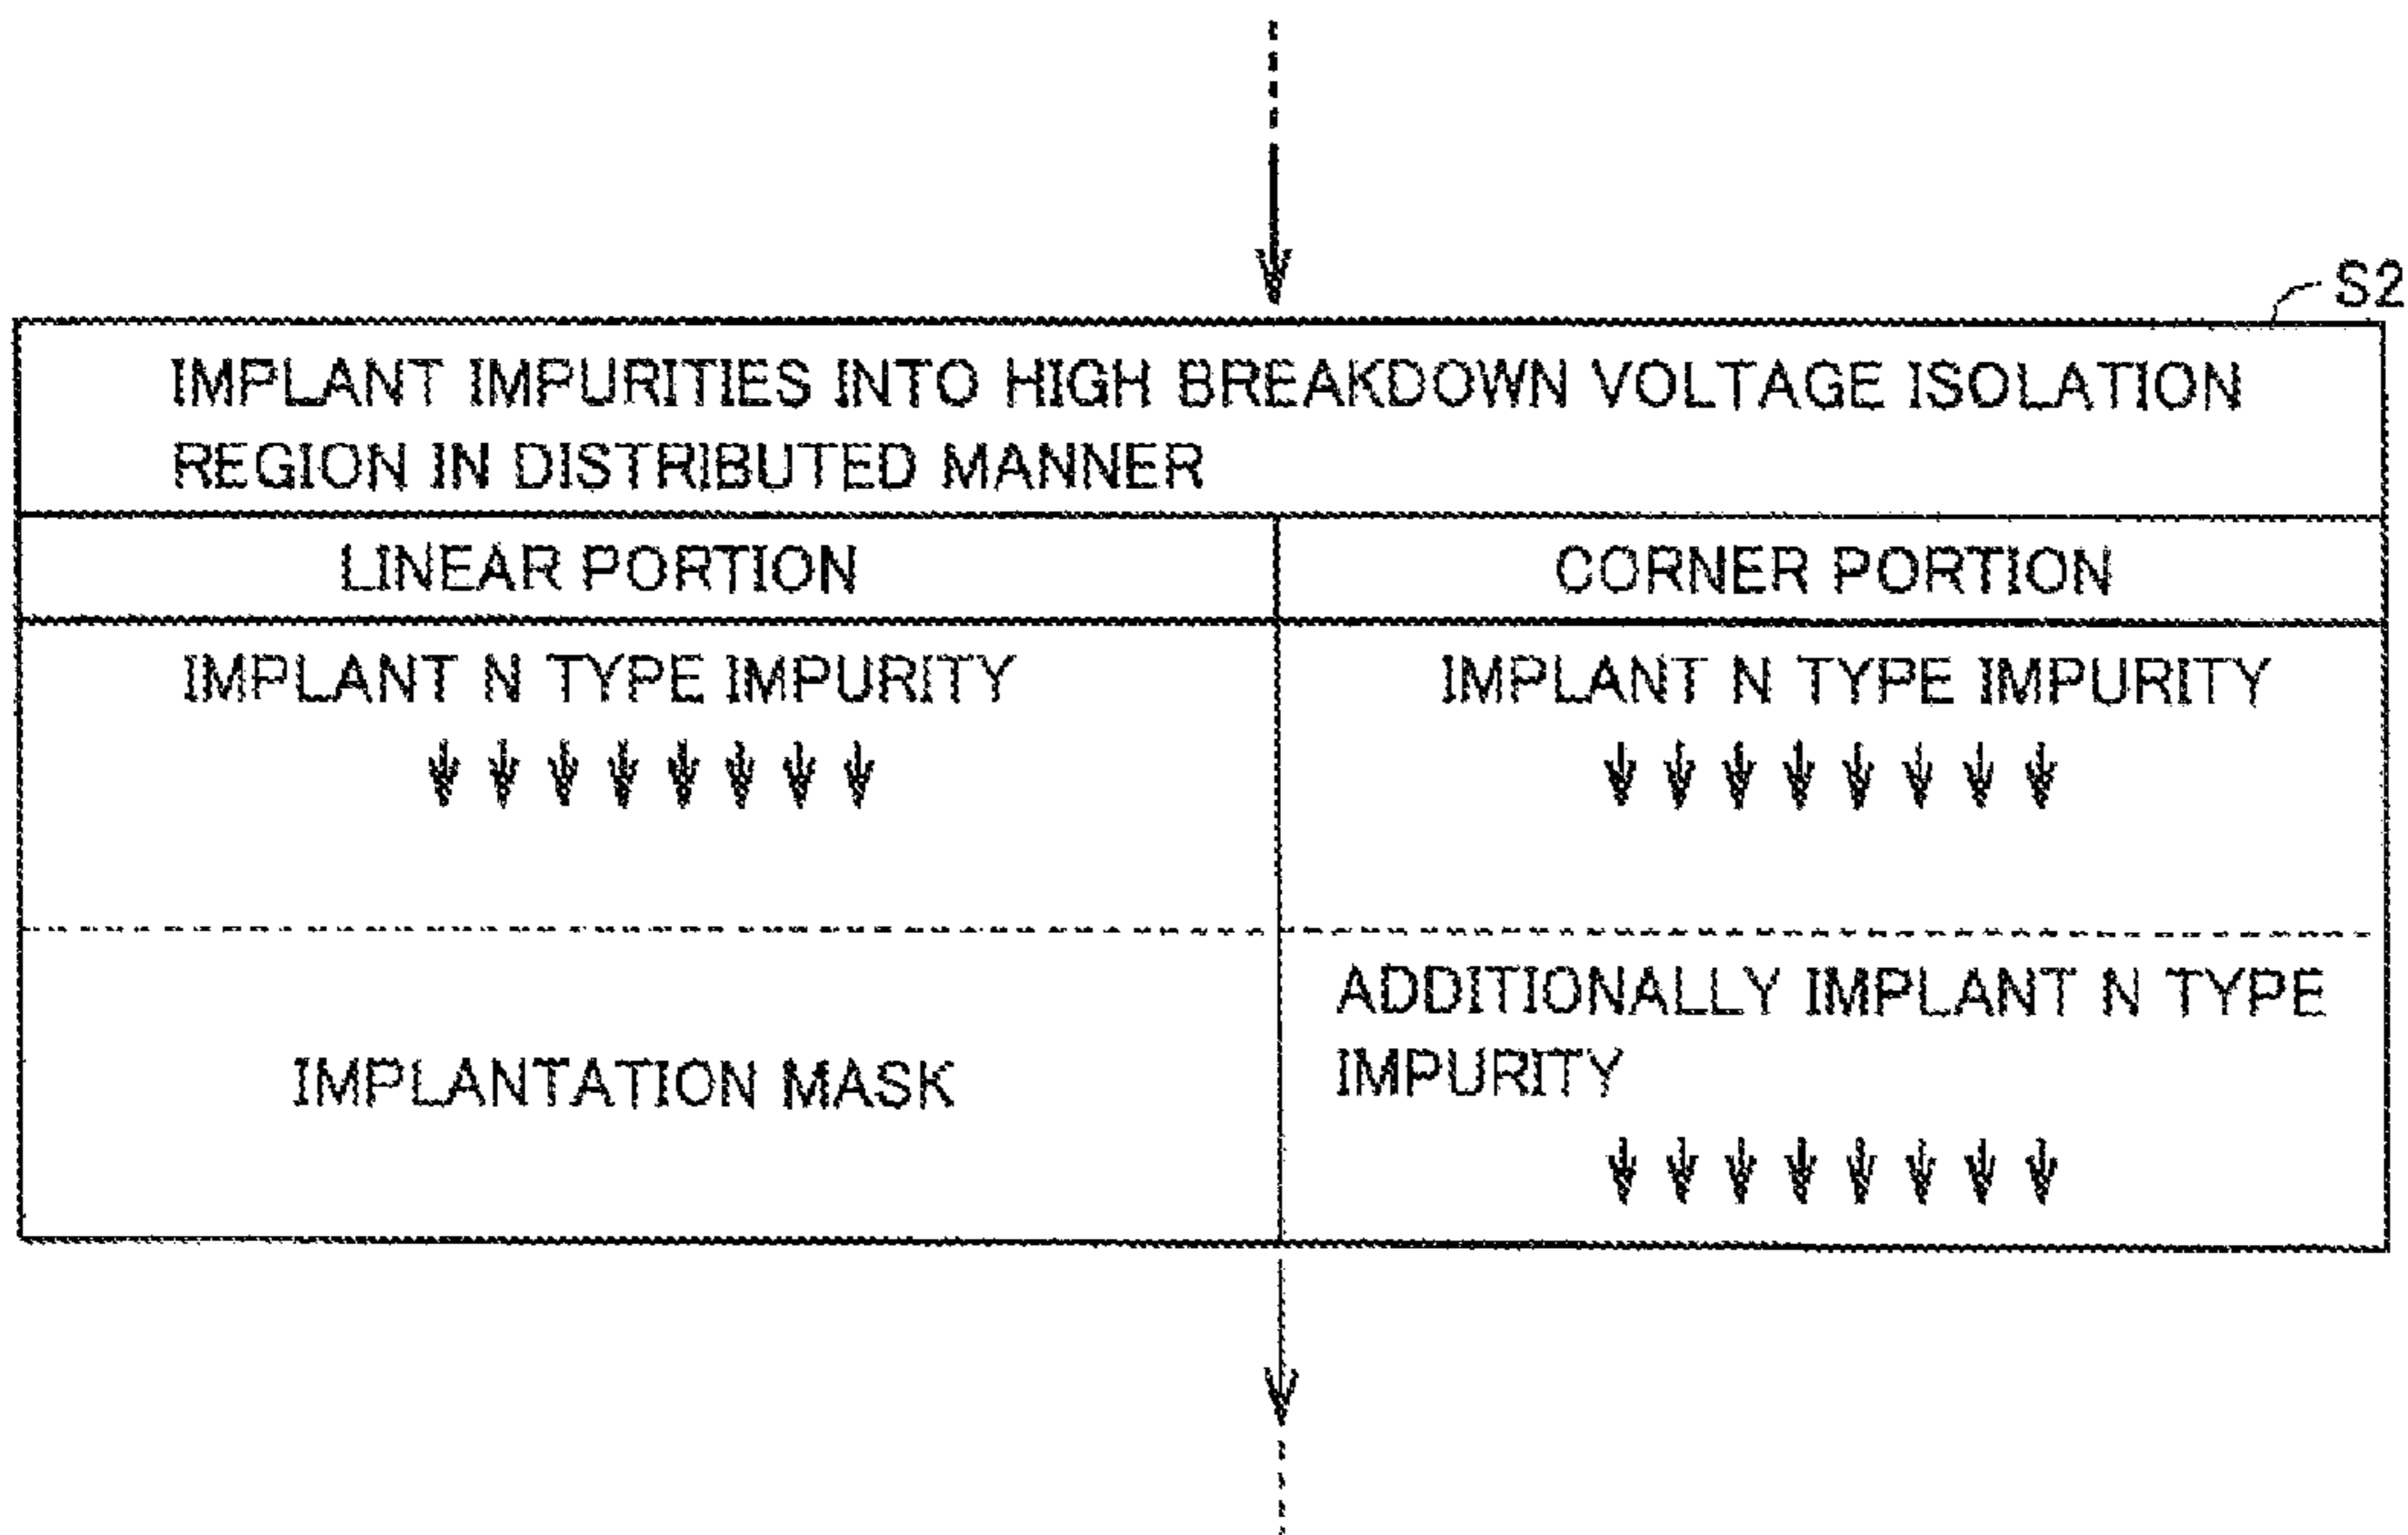 S2
IMPLANT IMPURITIES INTO HIGH BREAKDOWN VOLTAGE ISOLATION
REGION IN DISTRIBUTED MANNER
LINEAR PORTION
CORNER PORTION
IMPLANT N TYPE IMPURITY
IMPLANT N TYPE IMPURITY
IMPLANTATION MASK
ADDITIONALLY IMPLANT N TYPE
IMPURITY